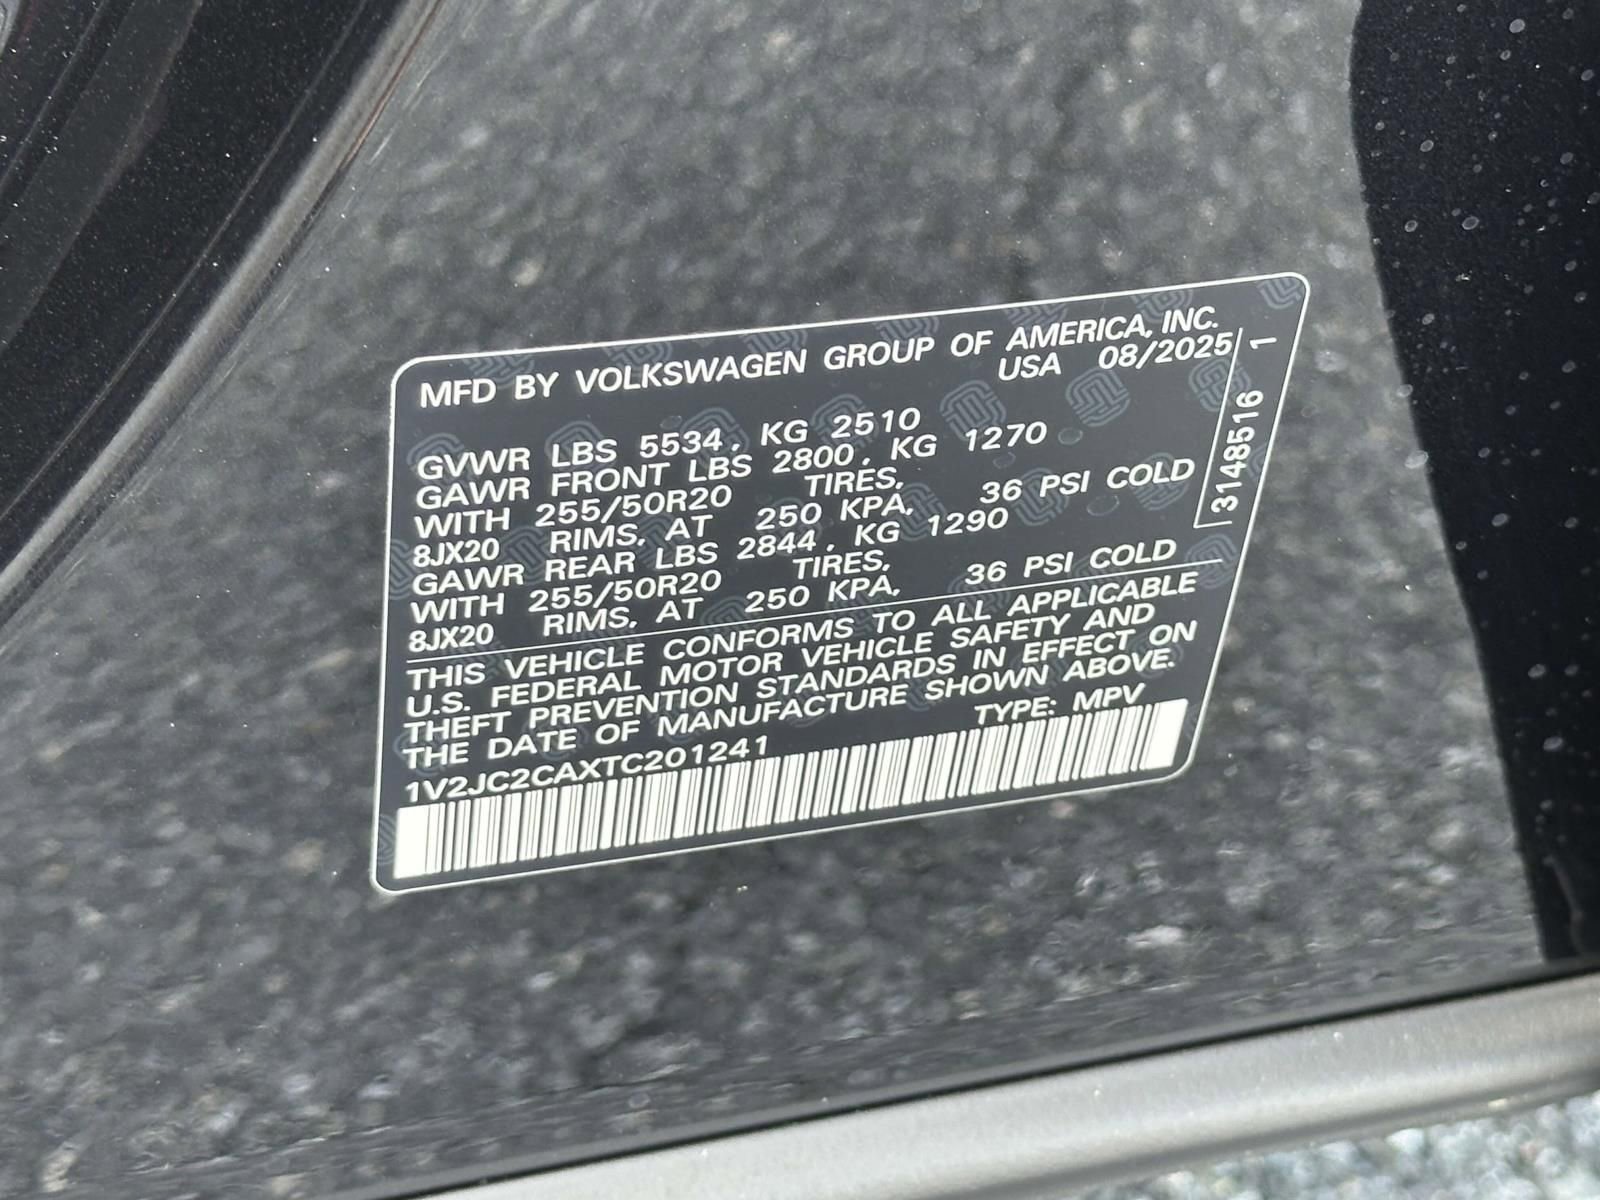 MFD BY VOLKSWAGEN GROUP OF AMERICA, INC.
USA 08/2025
GVWR LBS 5534, KG 2510
GAWR FRONT LBS 2800, KG 1270
WITH 255/50R20 TIRES,
8JX20 RIMS, AT 250 KPA, 36 PSI COLD
GAWR REAR LBS 2844, KG 1290
WITH 255/50R20 TIRES,
8JX20 RIMS, AT 250 KPA, 36 PSI COLD
THIS VEHICLE CONFORMS TO ALL APPLICABLE
U.S. FEDERAL MOTOR VEHICLE SAFETY AND
THEFT PREVENTION STANDARDS IN EFFECT ON
THE DATE OF MANUFACTURE SHOWN ABOVE.
TYPE: MPV
1V2JC2CAXTC201241
3148516 1